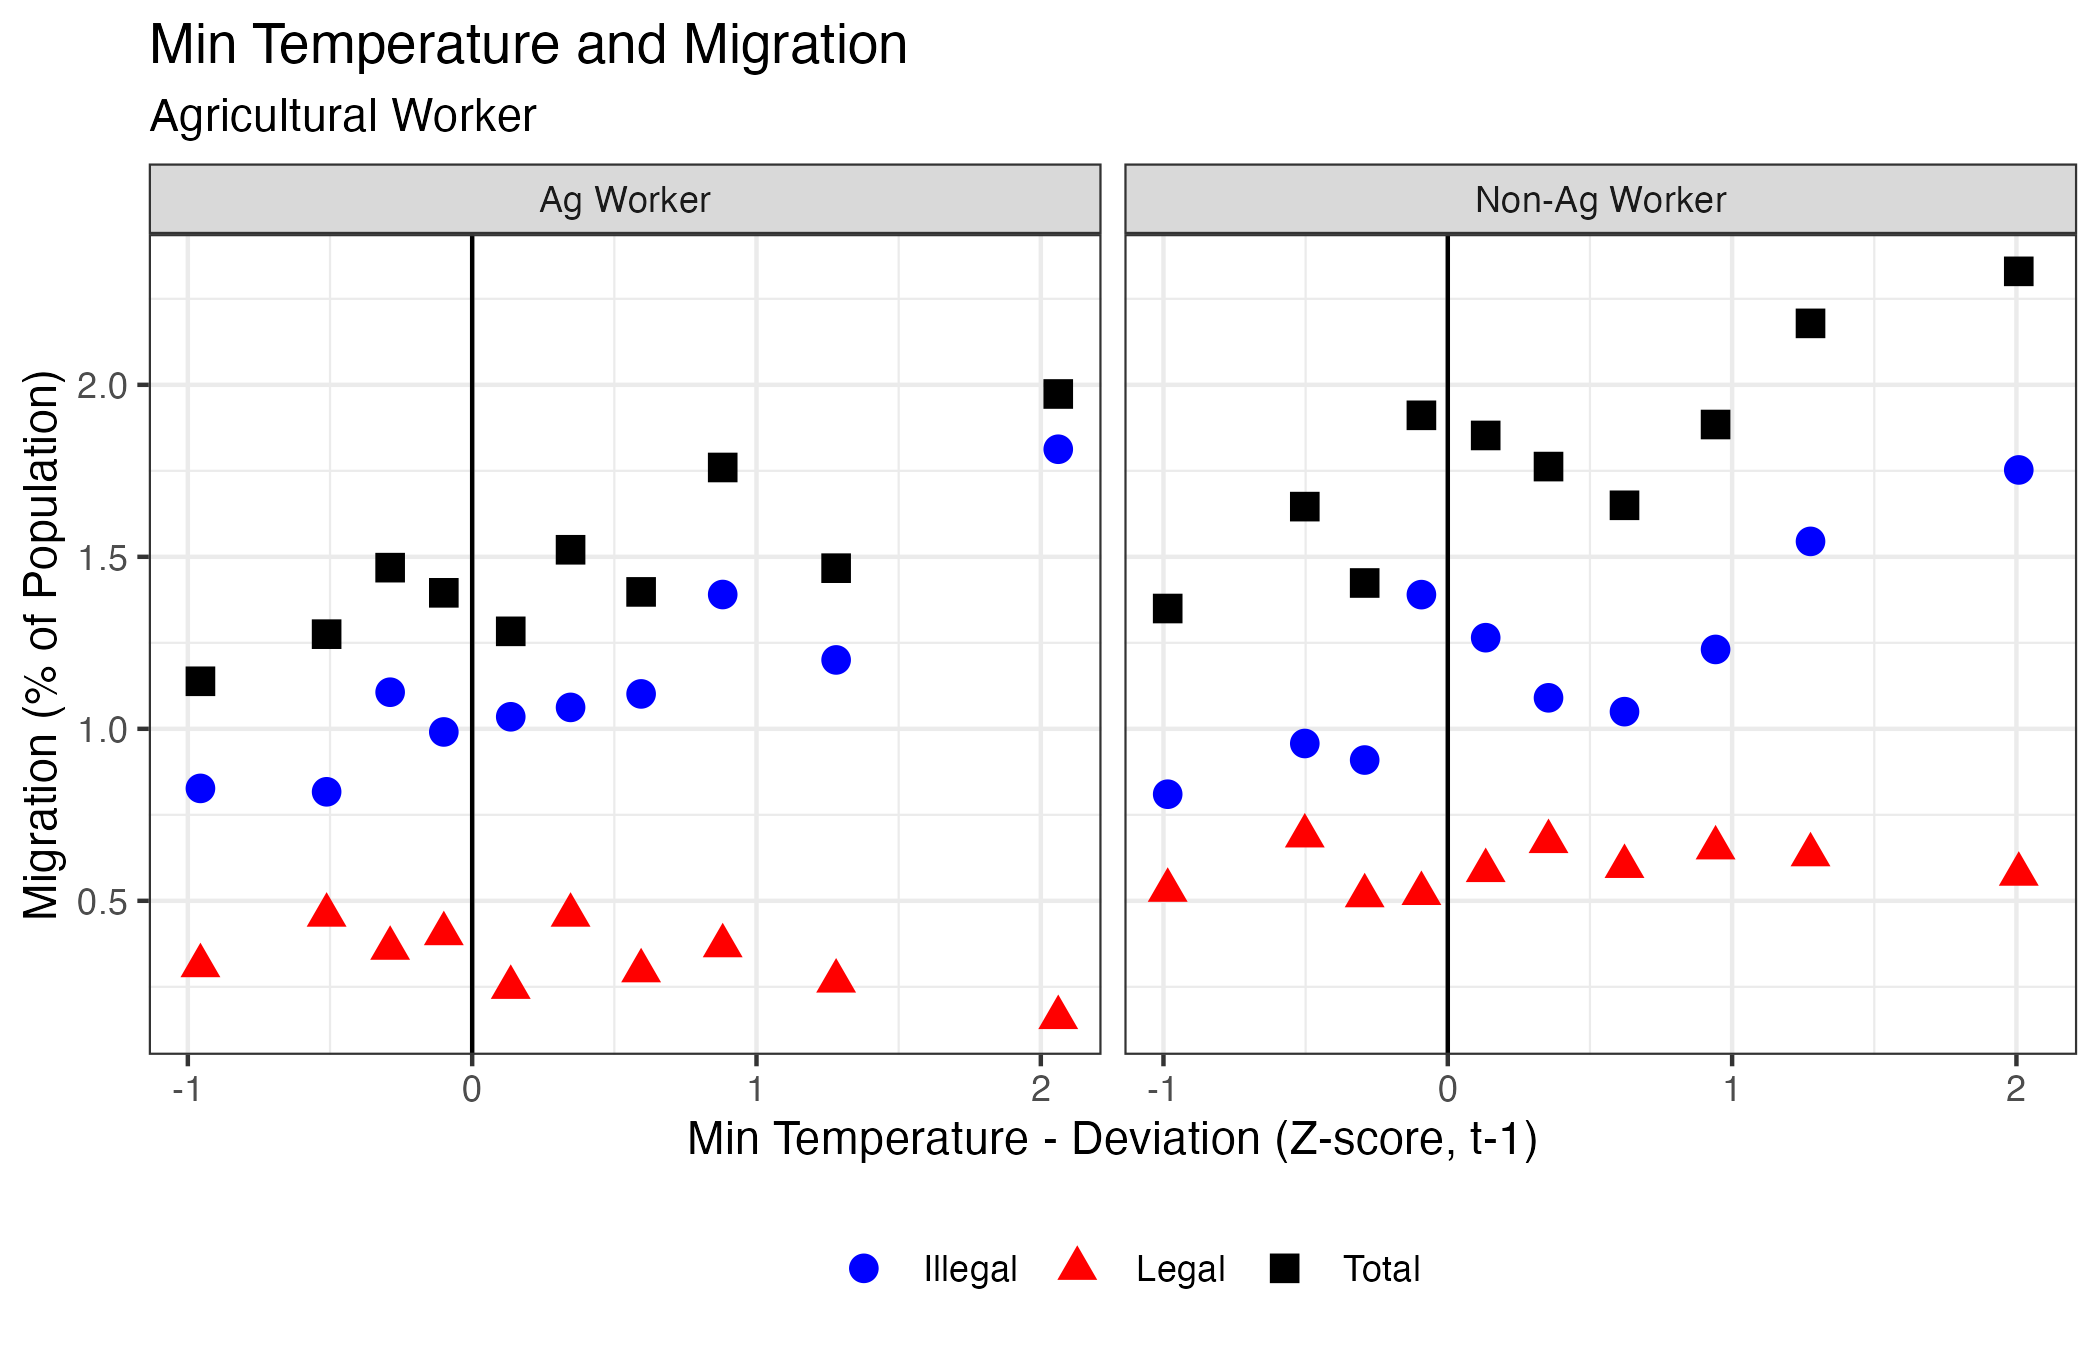 Min Temperature and Migration
Agricultural Worker
Ag Worker
Non-Ag Worker
Migration (% of Population)
2.0
1.5
1.0
0.5
-1 0 1 2
-1 0 1 2
Min Temperature - Deviation (Z-score, t-1)
Illegal Legal Total